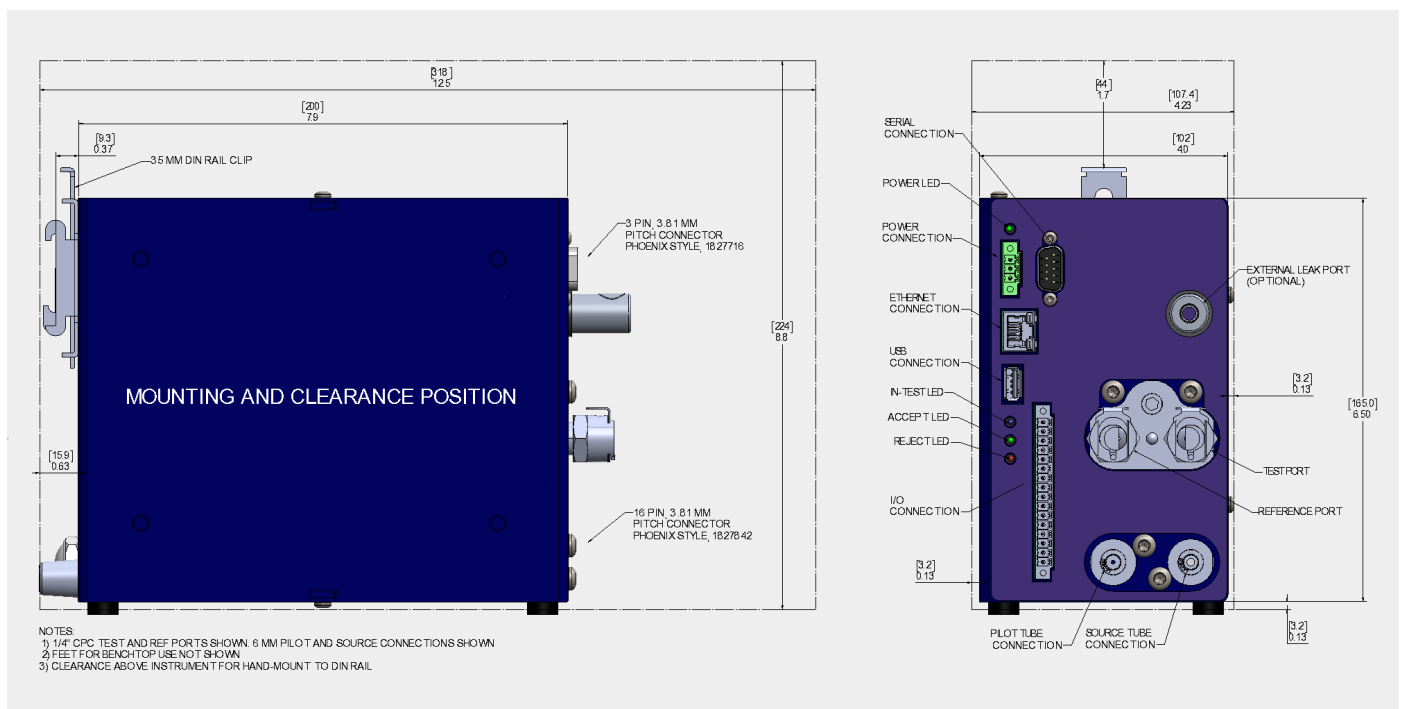 [318]
12.5
[200]
7.9
[9.3]
0.37
35 MM DIN RAIL CLIP
3 PIN, 3.81 MM
PITCH CONNECTOR
PHOENIX STYLE, 1827716
[224]
8.8
MOUNTING AND CLEARANCE POSITION
[15.9]
0.63
16 PIN, 3.81 MM
PITCH CONNECTOR
PHOENIX STYLE, 1827842
NOTES:
1) 1/4" CPC TEST AND REF PORTS SHOWN. 6 MM PILOT AND SOURCE CONNECTIONS SHOWN
2) FEET FOR BENCHTOP USE NOT SHOWN
3) CLEARANCE ABOVE INSTRUMENT FOR HAND-MOUNT TO DIN RAIL
[44]
1.7
[107.4]
4.23
SERIAL
CONNECTION
[102]
4.0
POWER LED
POWER
CONNECTION
EXTERNAL LEAK PORT
(OPTIONAL)
ETHERNET
CONNECTION
USB
CONNECTION
IN-TEST LED
ACCEPT LED
REJECT LED
[3.2]
0.13
[165.0]
6.50
TEST PORT
I/O
CONNECTION
REFERENCE PORT
[3.2]
0.13
PILOT TUBE
CONNECTION
SOURCE TUBE
CONNECTION
[3.2]
0.13